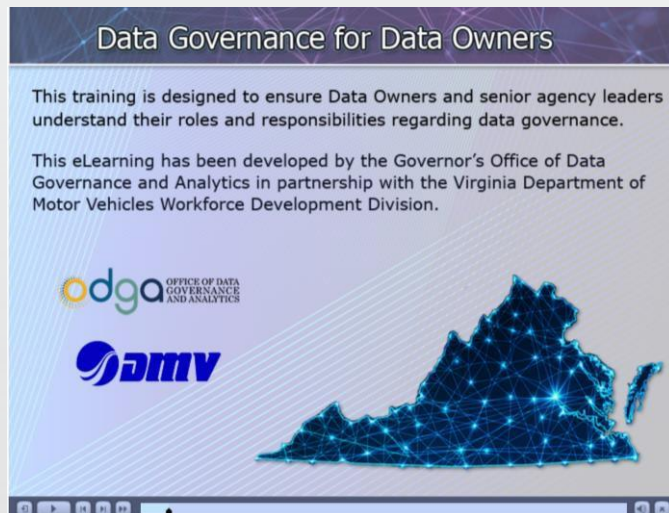 Data Governance for Data Owners
This training is designed to ensure Data Owners and senior agency leaders
understand their roles and responsibilities regarding data governance.
This eLearning has been developed by the Governor’s Office of Data
Governance and Analytics in partnership with the Virginia Department of
Motor Vehicles Workforce Development Division.
odga OFFICE OF DATA
GOVERNANCE
AND ANALYTICS
DMV